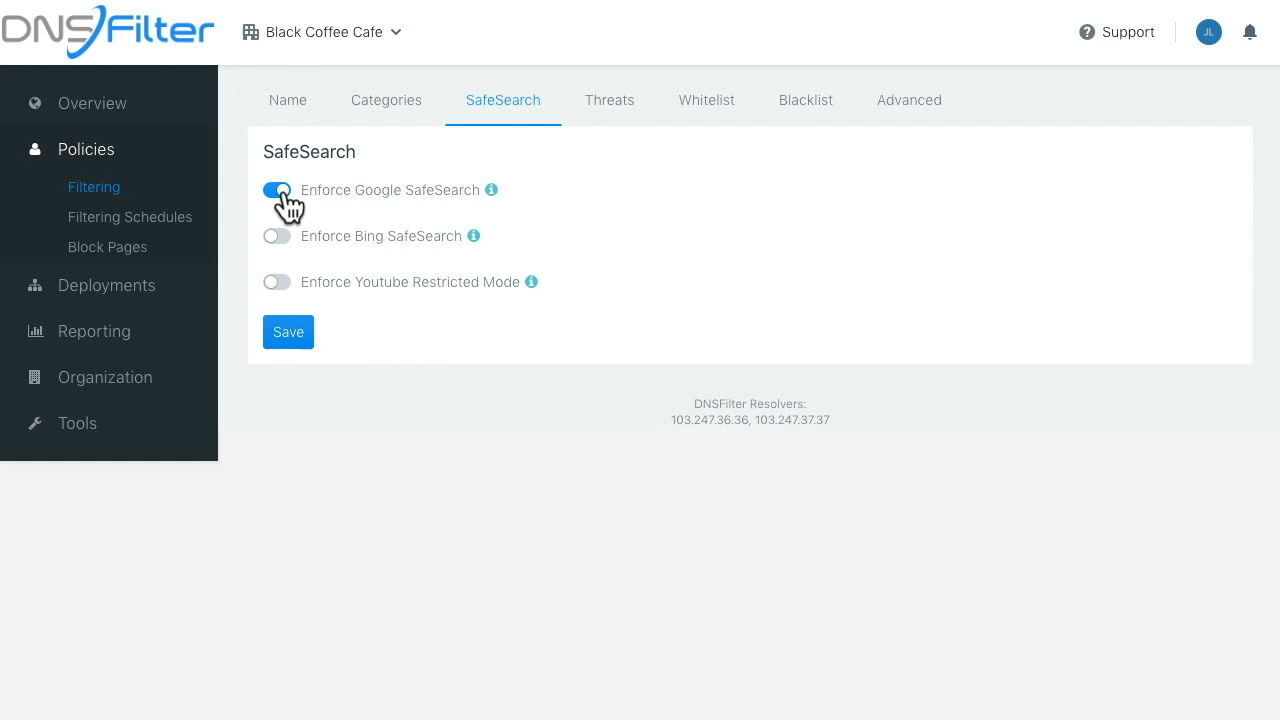 DNSFilter
Black Coffee Cafe
Support
JL
Overview
Policies
Filtering
Filtering Schedules
Block Pages
Deployments
Reporting
Organization
Tools
Name Categories SafeSearch Threats Whitelist Blacklist Advanced
SafeSearch
Enforce Google SafeSearch
Enforce Bing SafeSearch
Enforce Youtube Restricted Mode
Save
DNSFilter Resolvers:
103.247.36.36, 103.247.37.37